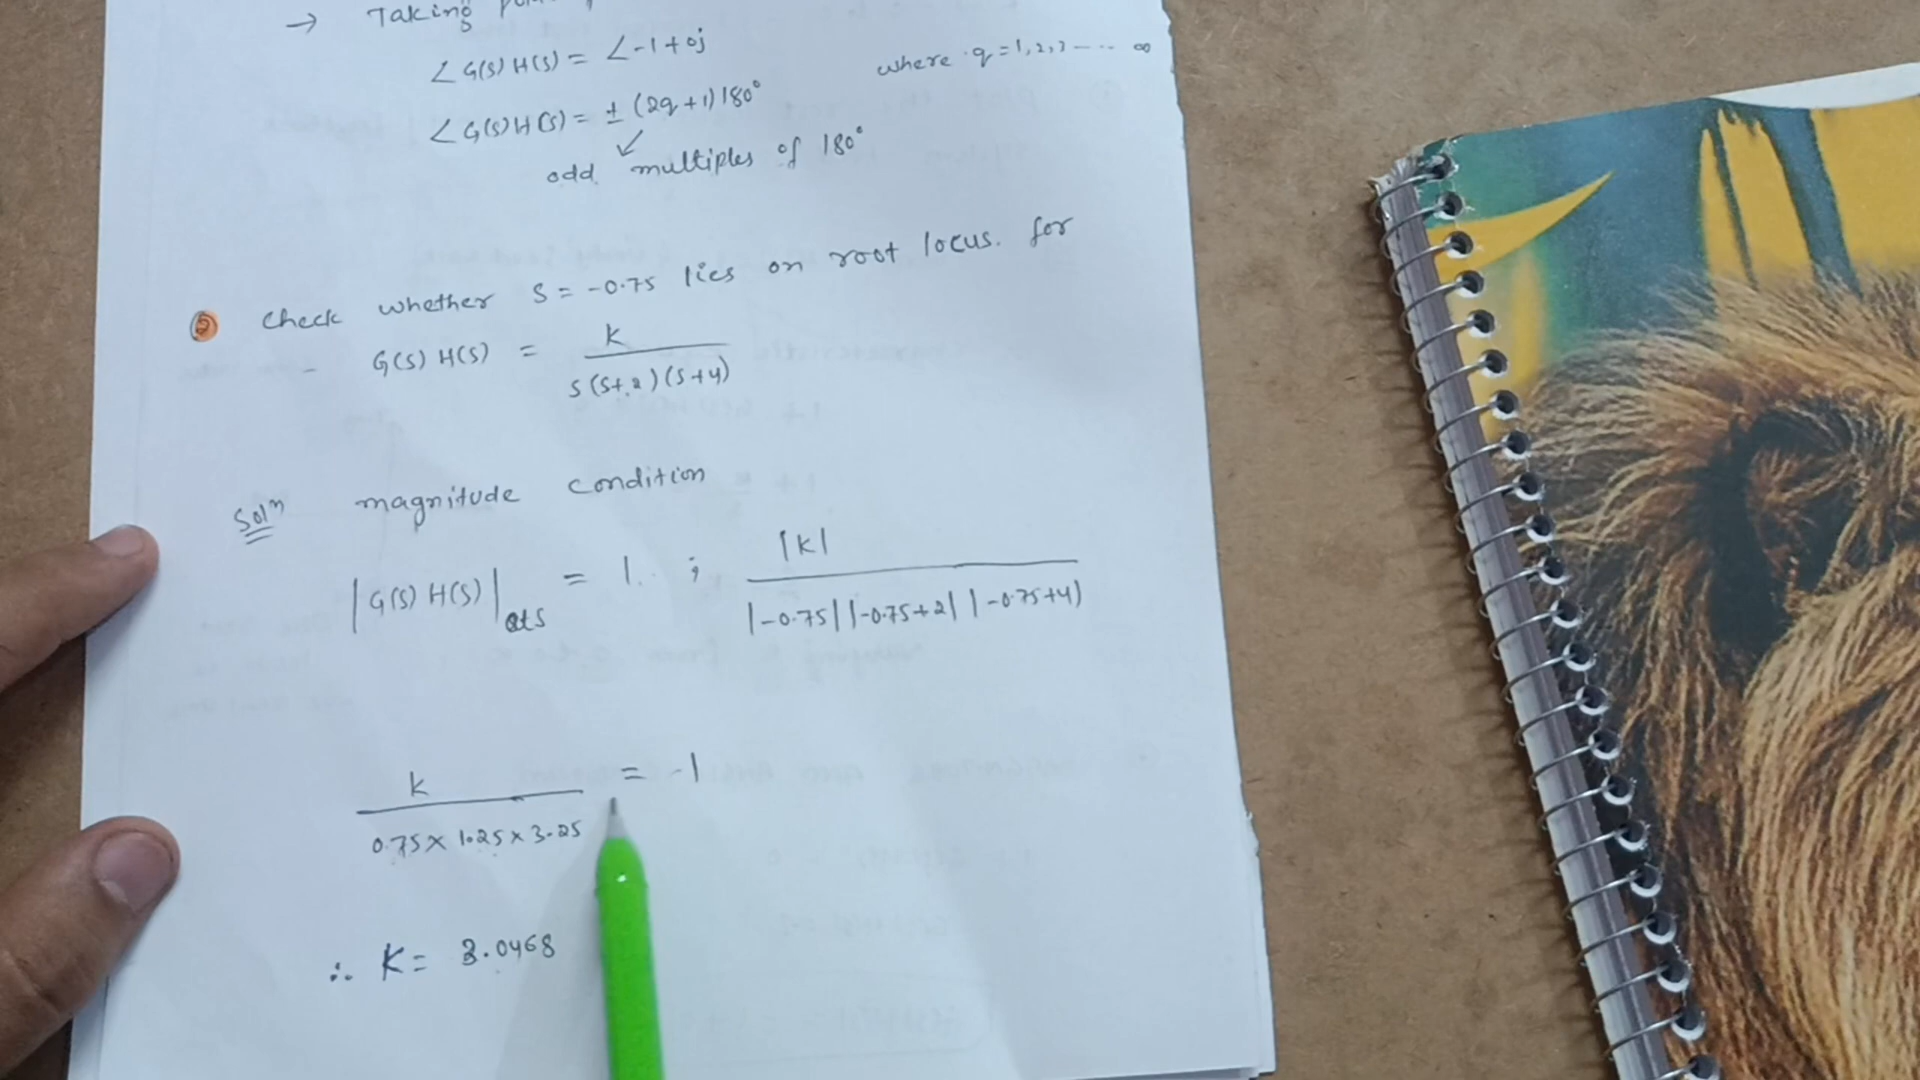 → Taking
∠G(S)H(S) = ∠-1+0j
∠G(S)H(S) = ± (2q+1)180° where q = 1,2,3 --- ∞
odd multiples of 180°
Check whether S = -0.75 lies on root locus. for
G(S) H(S) = K / S(S+2)(S+4)
Solⁿ magnitude condition
|G(S) H(S)| at S = 1 ; |K| / |-0.75| |-0.75+2| |-0.75+4|
K / 0.75 × 1.25 × 3.25 = -1
∴ K = 3.0468